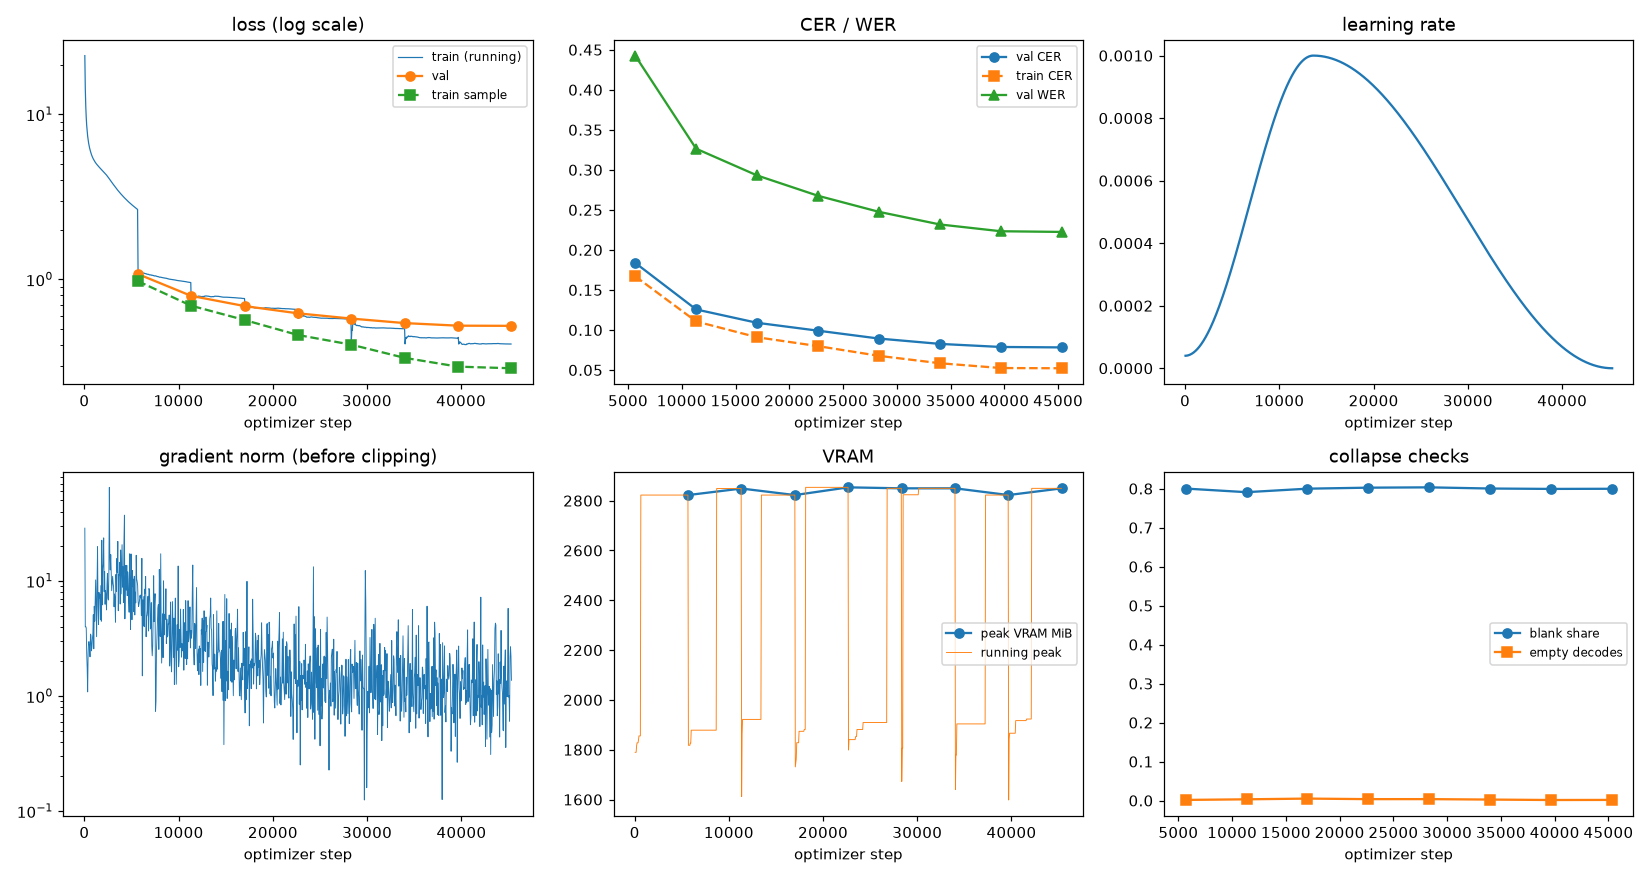 loss (log scale)
train (running)
val
train sample
10^1
10^0
0 10000 20000 30000 40000
optimizer step
CER / WER
val CER
train CER
val WER
0.45
0.40
0.35
0.30
0.25
0.20
0.15
0.10
0.05
5000 10000 15000 20000 25000 30000 35000 40000 45000
optimizer step
learning rate
0.0010
0.0008
0.0006
0.0004
0.0002
0.0000
0 10000 20000 30000 40000
optimizer step
gradient norm (before clipping)
10^1
10^0
10^−1
0 10000 20000 30000 40000
optimizer step
VRAM
peak VRAM MiB
running peak
2800
2600
2400
2200
2000
1800
1600
0 10000 20000 30000 40000
optimizer step
collapse checks
blank share
empty decodes
0.8
0.7
0.6
0.5
0.4
0.3
0.2
0.1
0.0
5000 10000 15000 20000 25000 30000 35000 40000 45000
optimizer step